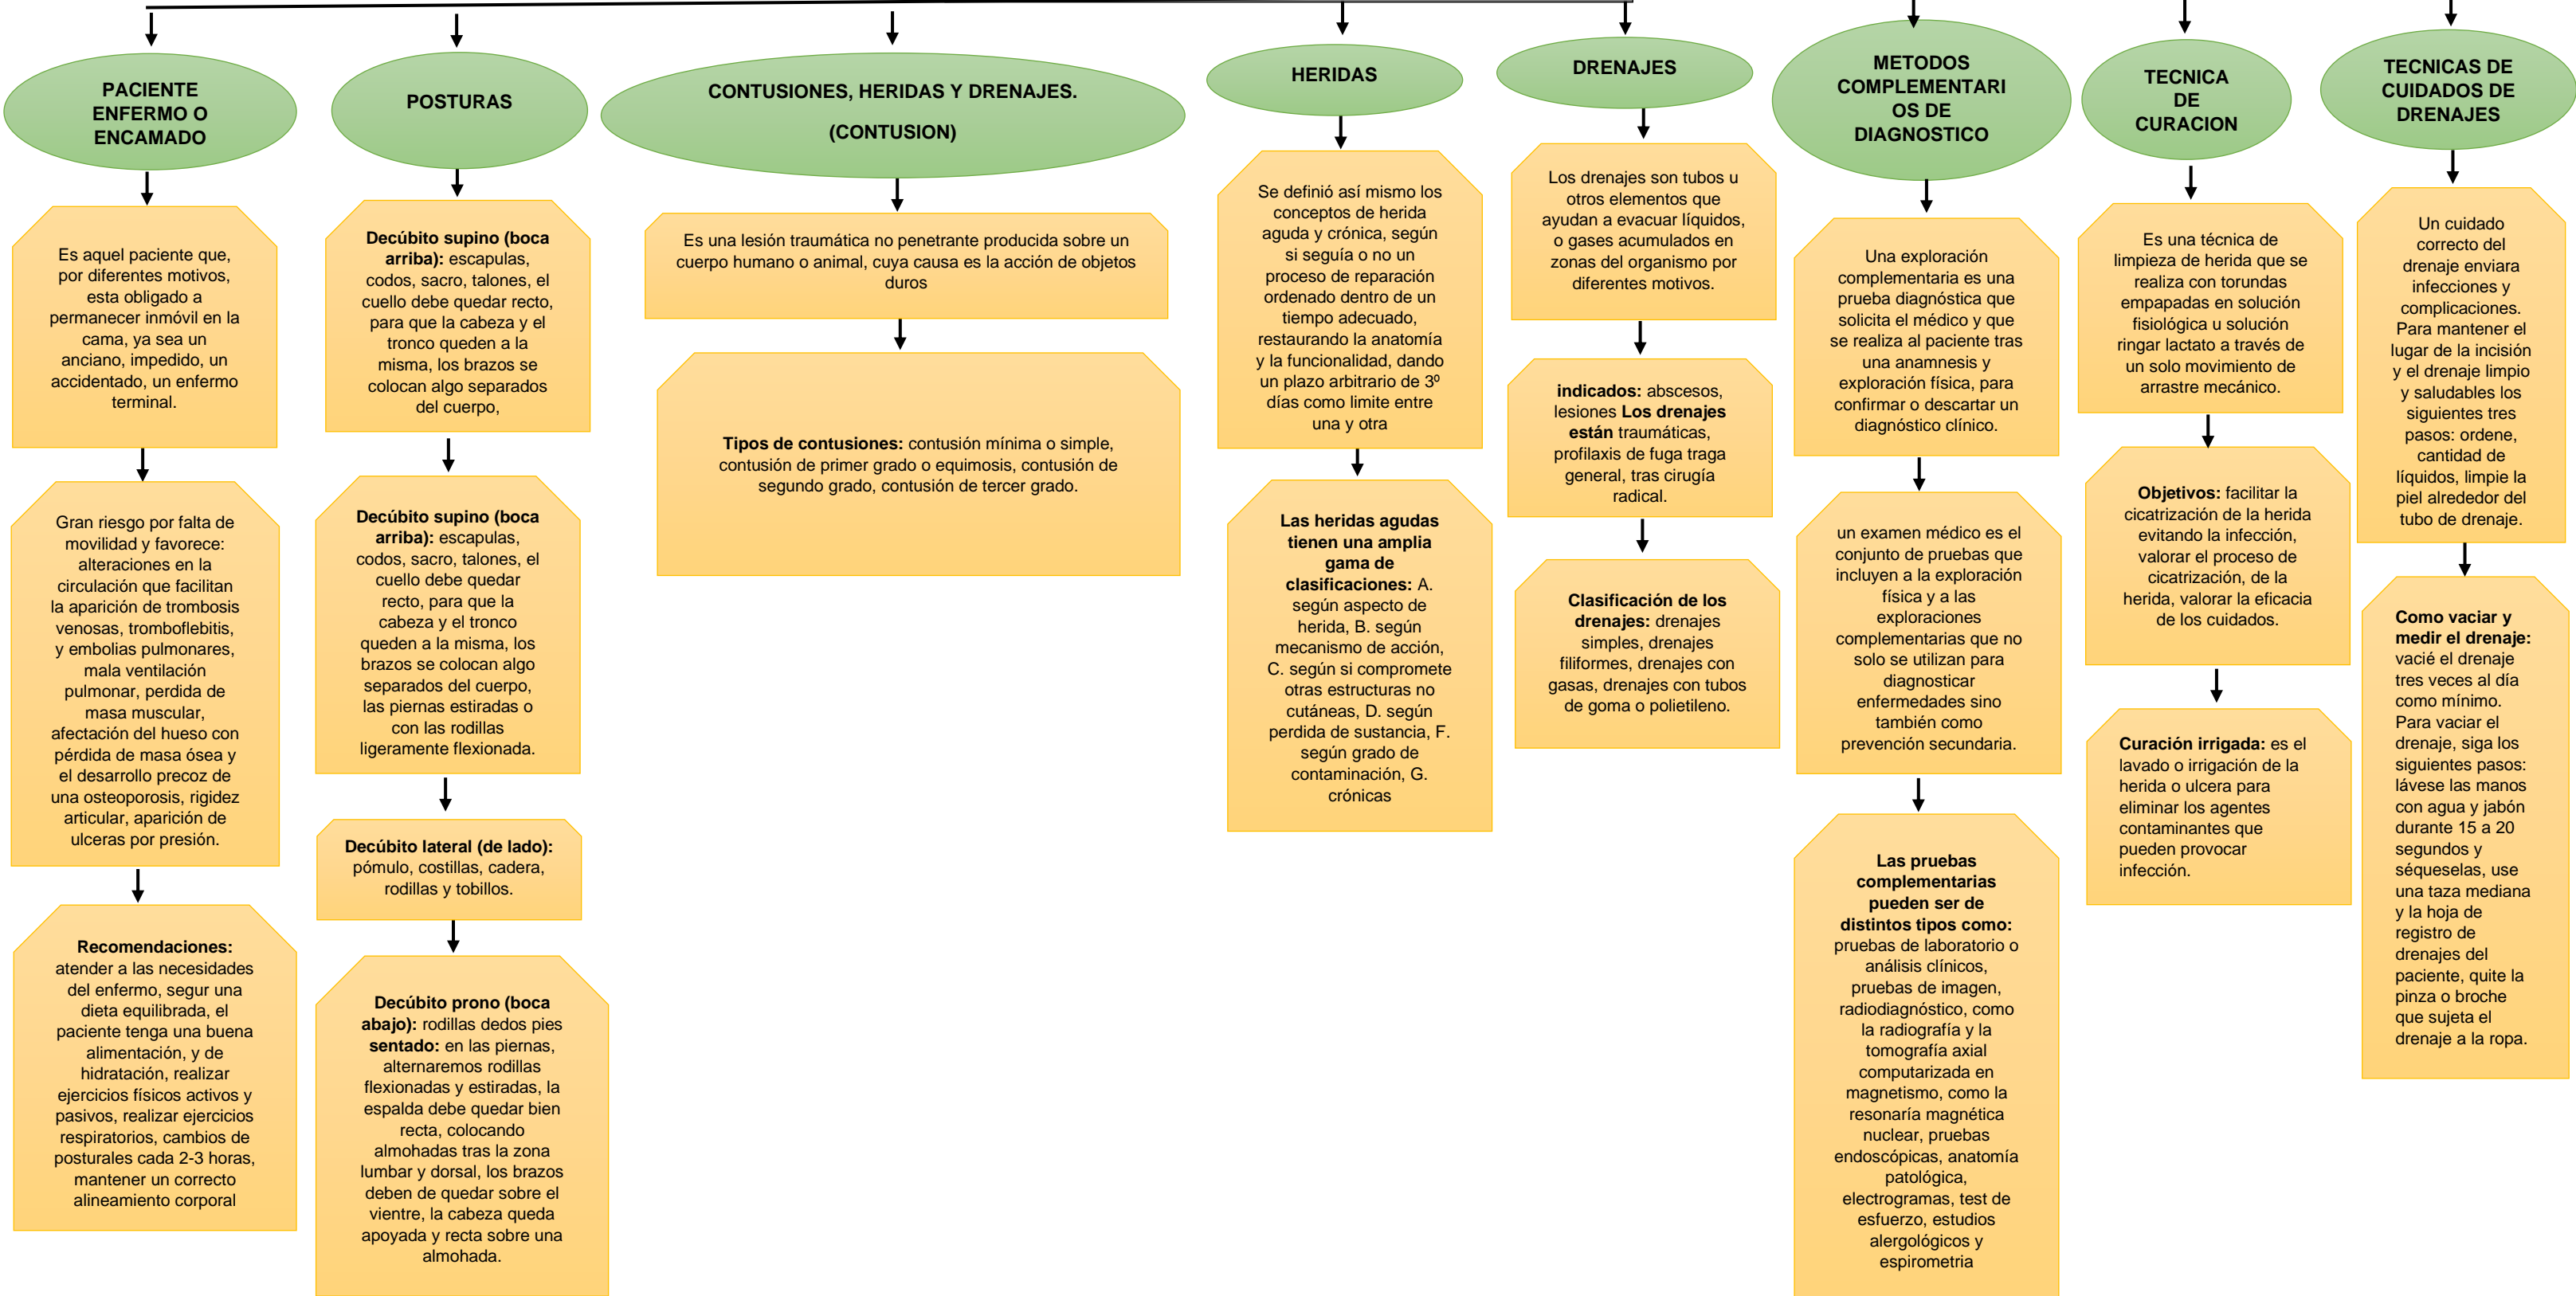 PACIENTE
ENFERMO O
ENCAMADO
Es aquel paciente que,
por diferentes motivos,
esta obligado a
permanecer inmóvil en la
cama, ya sea un
anciano, impedido, un
accidentado, un enfermo
terminal.
Gran riesgo por falta de
movilidad y favorece:
alteraciones en la
circulación que facilitan
la aparición de trombosis
venosas, tromboflebitis,
y embolias pulmonares,
mala ventilación
pulmonar, perdida de
masa muscular,
afectación del hueso con
pérdida de masa ósea y
el desarrollo precoz de
una osteoporosis, rigidez
articular, aparición de
ulceras por presión.
Recomendaciones:
atender a las necesidades
del enfermo, segur una
dieta equilibrada, el
paciente tenga una buena
alimentación, y de
hidratación, realizar
ejercicios físicos activos y
pasivos, realizar ejercicios
respiratorios, cambios de
posturales cada 2-3 horas,
mantener un correcto
alineamiento corporal
POSTURAS
Decúbito supino (boca
arriba): escapulas,
codos, sacro, talones, el
cuello debe quedar recto,
para que la cabeza y el
tronco queden a la
misma, los brazos se
colocan algo separados
del cuerpo,
Decúbito supino (boca
arriba): escapulas,
codos, sacro, talones, el
cuello debe quedar
recto, para que la
cabeza y el tronco
queden a la misma, los
brazos se colocan algo
separados del cuerpo,
las piernas estiradas o
con las rodillas
ligeramente flexionada.
Decúbito lateral (de lado):
pómulo, costillas, cadera,
rodillas y tobillos.
Decúbito prono (boca
abajo): rodillas dedos pies
sentado: en las piernas,
alternaremos rodillas
flexionadas y estiradas, la
espalda debe quedar bien
recta, colocando
almohadas tras la zona
lumbar y dorsal, los brazos
deben de quedar sobre el
vientre, la cabeza queda
apoyada y recta sobre una
almohada.
CONTUSIONES, HERIDAS Y DRENAJES.
(CONTUSION)
Es una lesión traumática no penetrante producida sobre un
cuerpo humano o animal, cuya causa es la acción de objetos
duros
Tipos de contusiones: contusión mínima o simple,
contusión de primer grado o equimosis, contusión de
segundo grado, contusión de tercer grado.
HERIDAS
Se definió así mismo los
conceptos de herida
aguda y crónica, según
si seguía o no un
proceso de reparación
ordenado dentro de un
tiempo adecuado,
restaurando la anatomía
y la funcionalidad, dando
un plazo arbitrario de 3º
días como limite entre
una y otra
Las heridas agudas
tienen una amplia
gama de
clasificaciones: A.
según aspecto de
herida, B. según
mecanismo de acción,
C. según si compromete
otras estructuras no
cutáneas, D. según
perdida de sustancia, F.
según grado de
contaminación, G.
crónicas
DRENAJES
Los drenajes son tubos u
otros elementos que
ayudan a evacuar líquidos,
o gases acumulados en
zonas del organismo por
diferentes motivos.
indicados: abscesos,
lesiones Los drenajes
están traumáticas,
profilaxis de fuga traga
general, tras cirugía
radical.
Clasificación de los
drenajes: drenajes
simples, drenajes
filiformes, drenajes con
gasas, drenajes con tubos
de goma o polietileno.
METODOS
COMPLEMENTARI
OS DE
DIAGNOSTICO
Una exploración
complementaria es una
prueba diagnóstica que
solicita el médico y que
se realiza al paciente tras
una anamnesis y
exploración física, para
confirmar o descartar un
diagnóstico clínico.
un examen médico es el
conjunto de pruebas que
incluyen a la exploración
física y a las
exploraciones
complementarias que no
solo se utilizan para
diagnosticar
enfermedades sino
también como
prevención secundaria.
Las pruebas
complementarias
pueden ser de
distintos tipos como:
pruebas de laboratorio o
análisis clínicos,
pruebas de imagen,
radiodiagnóstico, como
la radiografía y la
tomografía axial
computarizada en
magnetismo, como la
resonaría magnética
nuclear, pruebas
endoscópicas, anatomía
patológica,
electrogramas, test de
esfuerzo, estudios
alergológicos y
espirometria
TECNICA
DE
CURACION
Es una técnica de
limpieza de herida que se
realiza con torundas
empapadas en solución
fisiológica u solución
ringar lactato a través de
un solo movimiento de
arrastre mecánico.
Objetivos: facilitar la
cicatrización de la herida
evitando la infección,
valorar el proceso de
cicatrización, de la
herida, valorar la eficacia
de los cuidados.
Curación irrigada: es el
lavado o irrigación de la
herida o ulcera para
eliminar los agentes
contaminantes que
pueden provocar
infección.
TECNICAS DE
CUIDADOS DE
DRENAJES
Un cuidado
correcto del
drenaje enviara
infecciones y
complicaciones.
Para mantener el
lugar de la incisión
y el drenaje limpio
y saludables los
siguientes tres
pasos: ordene,
cantidad de
líquidos, limpie la
piel alrededor del
tubo de drenaje.
Como vaciar y
medir el drenaje:
vacié el drenaje
tres veces al día
como mínimo.
Para vaciar el
drenaje, siga los
siguientes pasos:
lávese las manos
con agua y jabón
durante 15 a 20
segundos y
séqueselas, use
una taza mediana
y la hoja de
registro de
drenajes del
paciente, quite la
pinza o broche
que sujeta el
drenaje a la ropa.